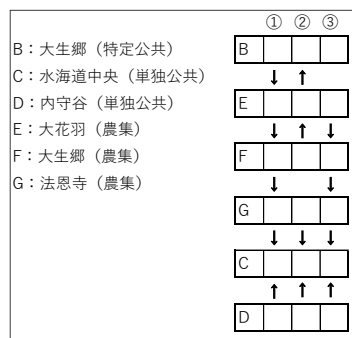 ① ② ③
B：大生郷（特定公共）
C：水海道中央（単独公共）
D：内守谷（単独公共）
E：大花羽（農集）
F：大生郷（農集）
G：法恩寺（農集）
B
↓ ↑
E
↓ ↑ ↓
F
↓ ↓
G
↓ ↓ ↓
C
↑ ↑ ↑
D